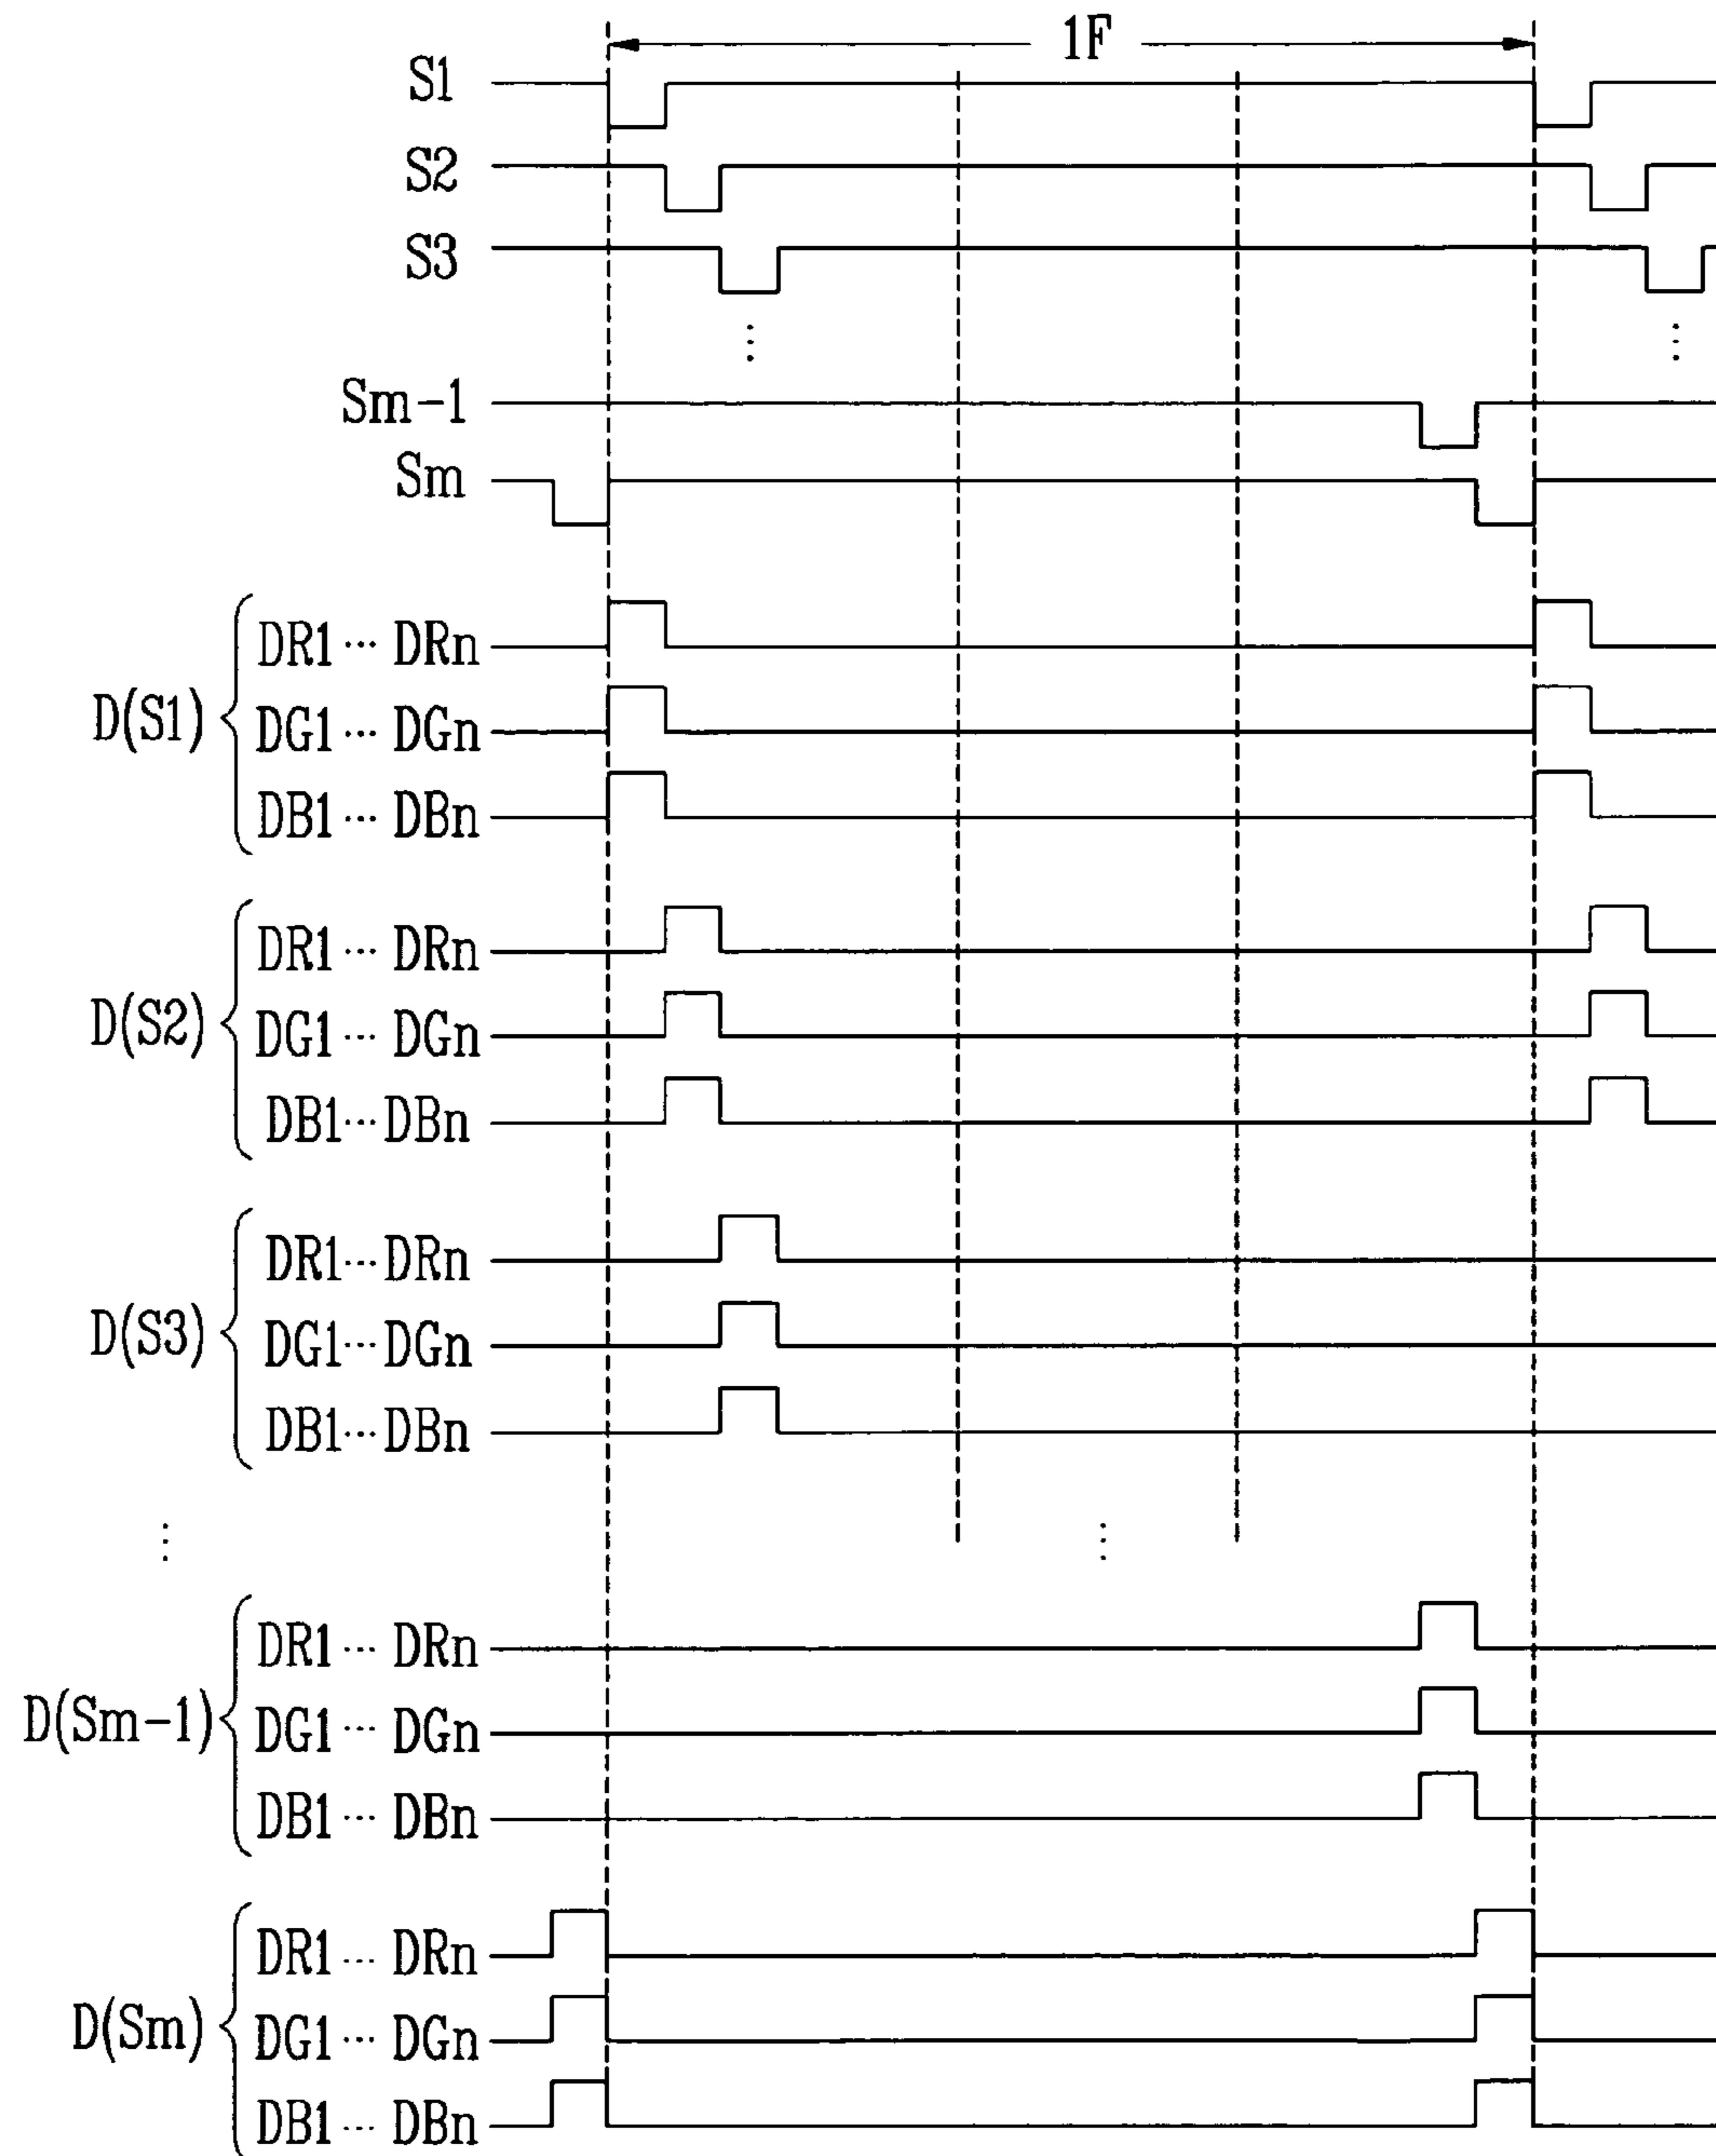 1F
S1
S2
S3
⋮ ⋮
Sm-1
Sm
D(S1)
DR1 ··· DRn
DG1 ··· DGn
DB1 ··· DBn
D(S2)
DR1 ··· DRn
DG1 ··· DGn
DB1···DBn
D(S3)
DR1···DRn
DG1···DGn
DB1···DBn
⋮ ⋮
D(Sm-1)
DR1 ··· DRn
DG1 ··· DGn
DB1 ··· DBn
D(Sm)
DR1 ··· DRn
DG1 ··· DGn
DB1 ··· DBn